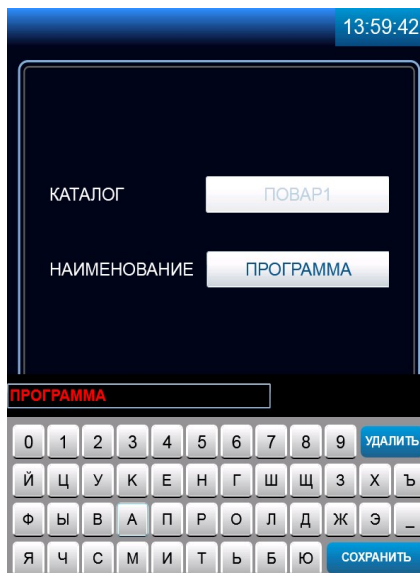 13:59:42
КАТАЛОГ ПОВАР1
НАИМЕНОВАНИЕ ПРОГРАММА
ПРОГРАММА
0 1 2 3 4 5 6 7 8 9 УДАЛИТЬ
Й Ц У К Е Н Г Ш Щ З Х Ъ
Ф Ы В А П Р О Л Д Ж Э _
Я Ч С М И Т Ь Б Ю СОХРАНИТЬ